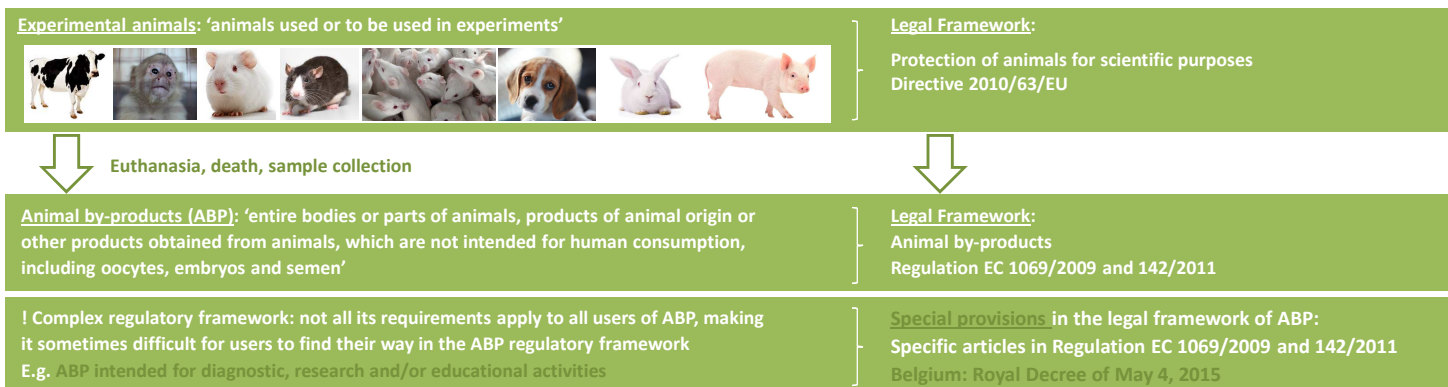 Experimental animals: ‘animals used or to be used in experiments’
Legal Framework:
Protection of animals for scientific purposes
Directive 2010/63/EU
Euthanasia, death, sample collection
Animal by-products (ABP): ‘entire bodies or parts of animals, products of animal origin or
other products obtained from animals, which are not intended for human consumption,
including oocytes, embryos and semen’
Legal Framework:
Animal by-products
Regulation EC 1069/2009 and 142/2011
! Complex regulatory framework: not all its requirements apply to all users of ABP, making
it sometimes difficult for users to find their way in the ABP regulatory framework
E.g. ABP intended for diagnostic, research and/or educational activities
Special provisions in the legal framework of ABP:
Specific articles in Regulation EC 1069/2009 and 142/2011
Belgium: Royal Decree of May 4, 2015